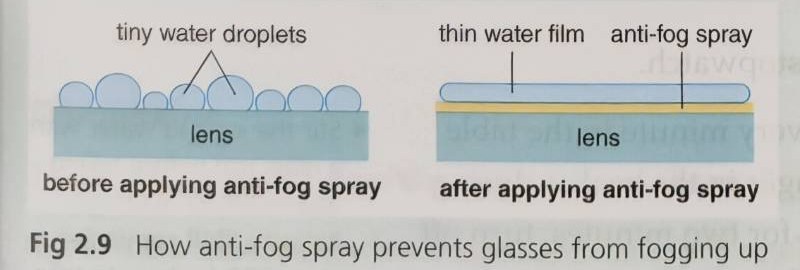 tiny water droplets
thin water film
anti-fog spray
lens
lens
before applying anti-fog spray
after applying anti-fog spray
Fig 2.9 How anti-fog spray prevents glasses from fogging up